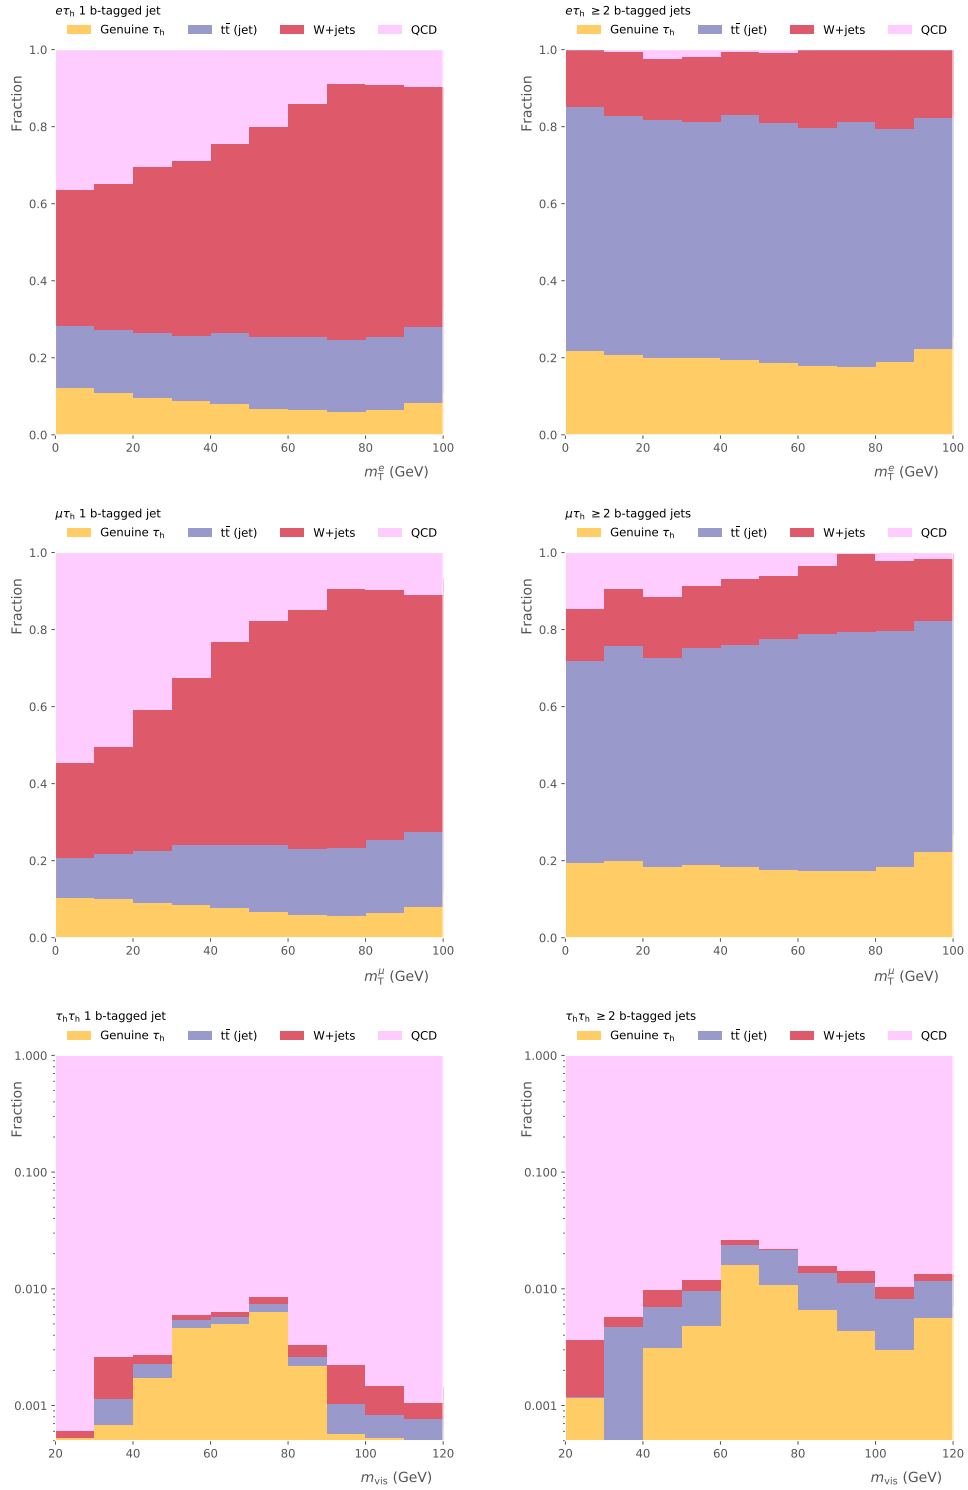 eτh 1 b-tagged jet
Genuine τh tt̄ (jet) W+jets QCD
1.0
0.8
0.6
0.4
0.2
0.0
Fraction
0 20 40 60 80 100
mTe (GeV)
eτh ≥2 b-tagged jets
Genuine τh tt̄ (jet) W+jets QCD
1.0
0.8
0.6
0.4
0.2
0.0
Fraction
0 20 40 60 80 100
mTe (GeV)
μτh 1 b-tagged jet
Genuine τh tt̄ (jet) W+jets QCD
1.0
0.8
0.6
0.4
0.2
0.0
Fraction
0 20 40 60 80 100
mTμ (GeV)
μτh ≥2 b-tagged jets
Genuine τh tt̄ (jet) W+jets QCD
1.0
0.8
0.6
0.4
0.2
0.0
Fraction
0 20 40 60 80 100
mTμ (GeV)
τhτh 1 b-tagged jet
Genuine τh tt̄ (jet) W+jets QCD
1.000
0.100
0.010
0.001
Fraction
20 40 60 80 100 120
mvis (GeV)
τhτh ≥2 b-tagged jets
Genuine τh tt̄ (jet) W+jets QCD
1.000
0.100
0.010
0.001
Fraction
20 40 60 80 100 120
mvis (GeV)